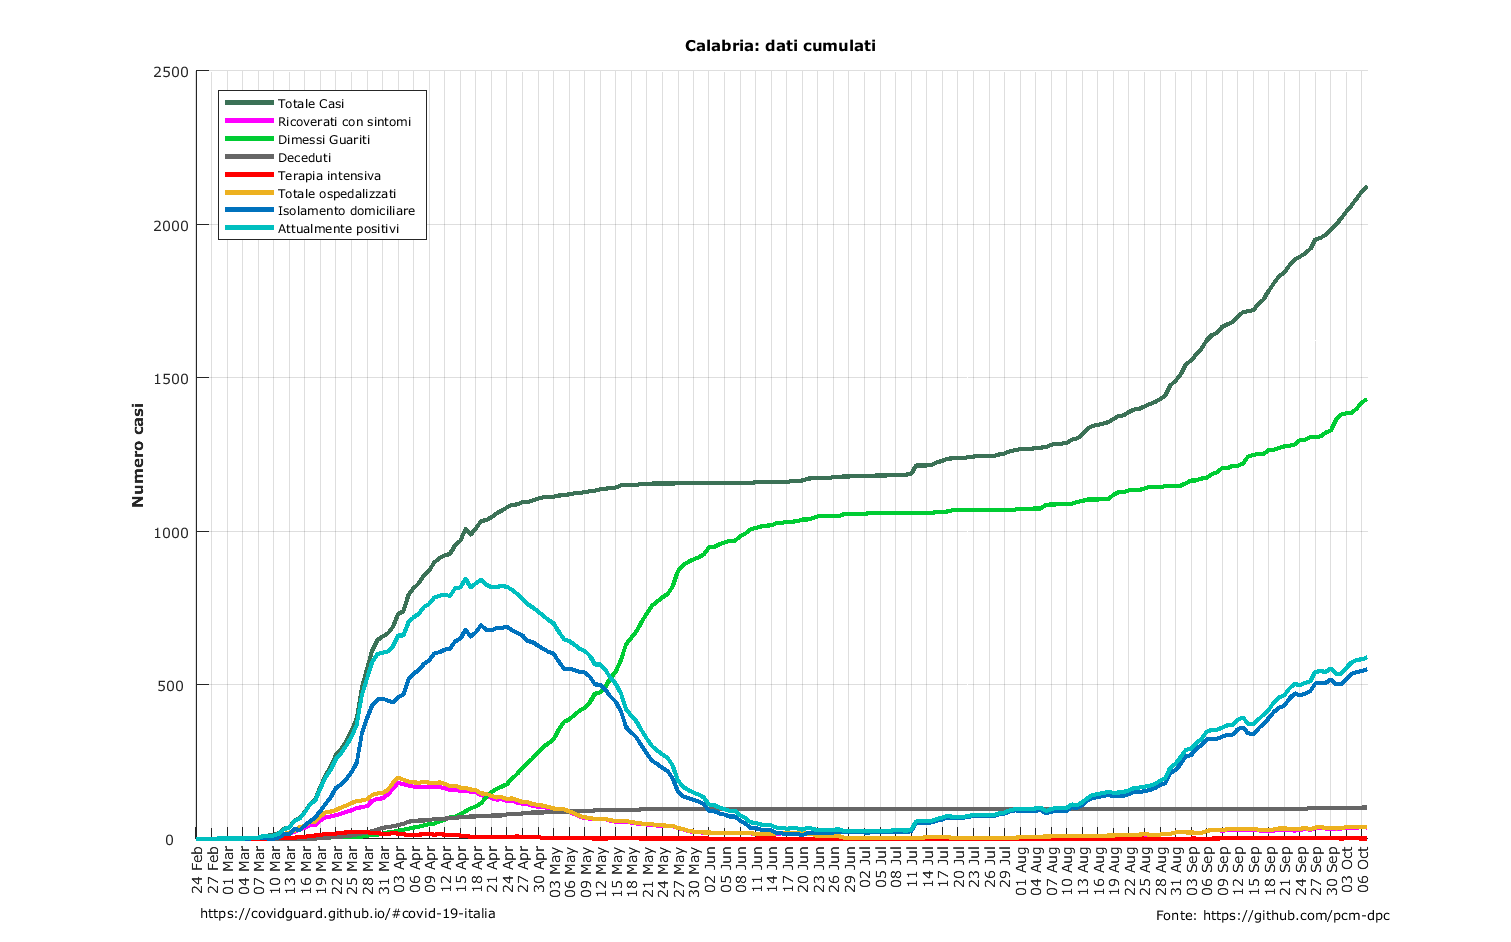 Calabria: dati cumulati
2500
2000
1500
1000
500
0
Numero casi
Totale Casi
Ricoverati con sintomi
Dimessi Guariti
Deceduti
Terapia intensiva
Totale ospedalizzati
Isolamento domiciliare
Attualmente positivi
24 Feb
27 Feb
01 Mar
04 Mar
07 Mar
10 Mar
13 Mar
16 Mar
19 Mar
22 Mar
25 Mar
28 Mar
31 Mar
03 Apr
06 Apr
09 Apr
12 Apr
15 Apr
18 Apr
21 Apr
24 Apr
27 Apr
30 Apr
03 May
06 May
09 May
12 May
15 May
18 May
21 May
24 May
27 May
30 May
02 Jun
05 Jun
08 Jun
11 Jun
14 Jun
17 Jun
20 Jun
23 Jun
26 Jun
29 Jun
02 Jul
05 Jul
08 Jul
11 Jul
14 Jul
17 Jul
20 Jul
23 Jul
26 Jul
29 Jul
01 Aug
04 Aug
07 Aug
10 Aug
13 Aug
16 Aug
19 Aug
22 Aug
25 Aug
28 Aug
31 Aug
03 Sep
06 Sep
09 Sep
12 Sep
15 Sep
18 Sep
21 Sep
24 Sep
27 Sep
30 Sep
03 Oct
06 Oct
https://covidguard.github.io/#covid-19-italia
Fonte: https://github.com/pcm-dpc